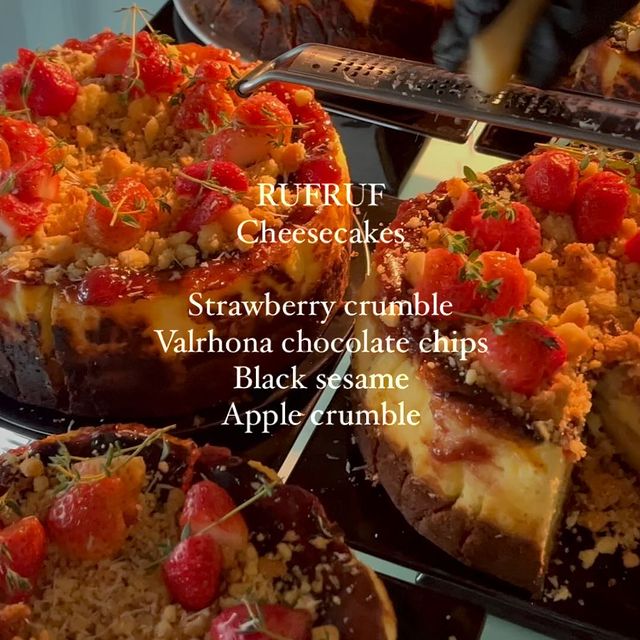 RUFRUF
Cheesecakes
Strawberry crumble
Valrhona chocolate chips
Black sesame
Apple crumble